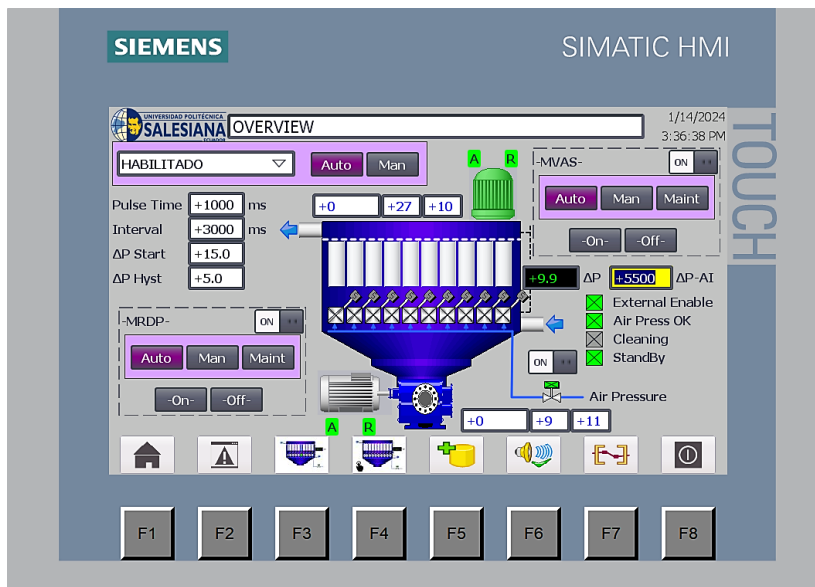 SIEMENS
SIMATIC HMI
TOUCH
UNIVERSIDAD POLITÉCNICA
SALESIANA
ECUADOR
OVERVIEW
1/14/2024
3:36:38 PM
HABILITADO
Auto
Man
Pulse Time +1000 ms
Interval +3000 ms
ΔP Start +15.0
ΔP Hyst +5.0
+0 +27 +10
A R
-MVAS-
ON
Auto Man Maint
-On- -Off-
+9.9 ΔP +5500 ΔP-AI
External Enable
Air Press OK
Cleaning
StandBy
ON
Air Pressure
-MRDP-
ON
Auto Man Maint
-On- -Off-
A R
+0 +9 +11
F1 F2 F3 F4 F5 F6 F7 F8